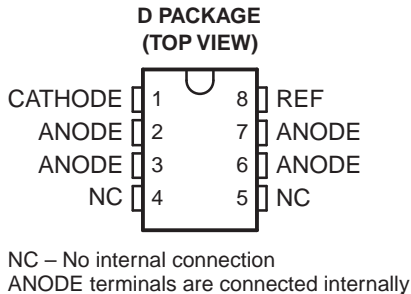 D PACKAGE
(TOP VIEW)
CATHODE 1 8 REF
ANODE 2 7 ANODE
ANODE 3 6 ANODE
NC 4 5 NC
NC – No internal connection
ANODE terminals are connected internally